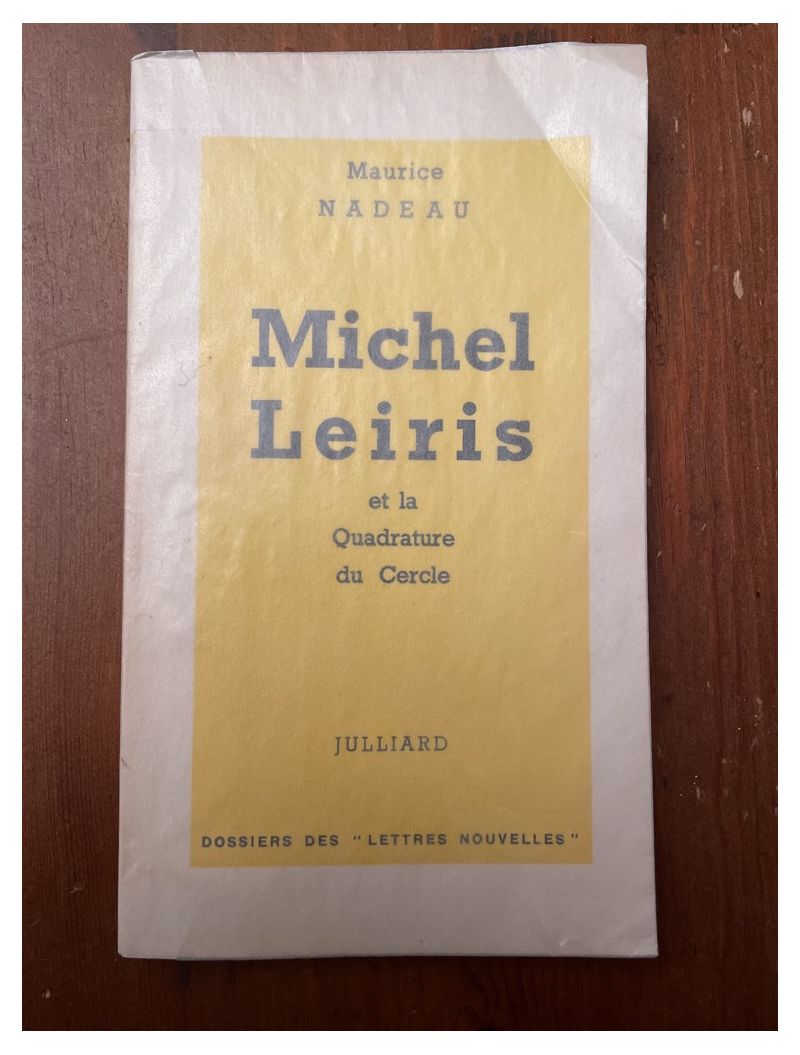 Maurice
NADEAU
Michel
Leiris
et la
Quadrature
du Cercle
JULLIARD
DOSSIERS DES "LETTRES NOUVELLES"